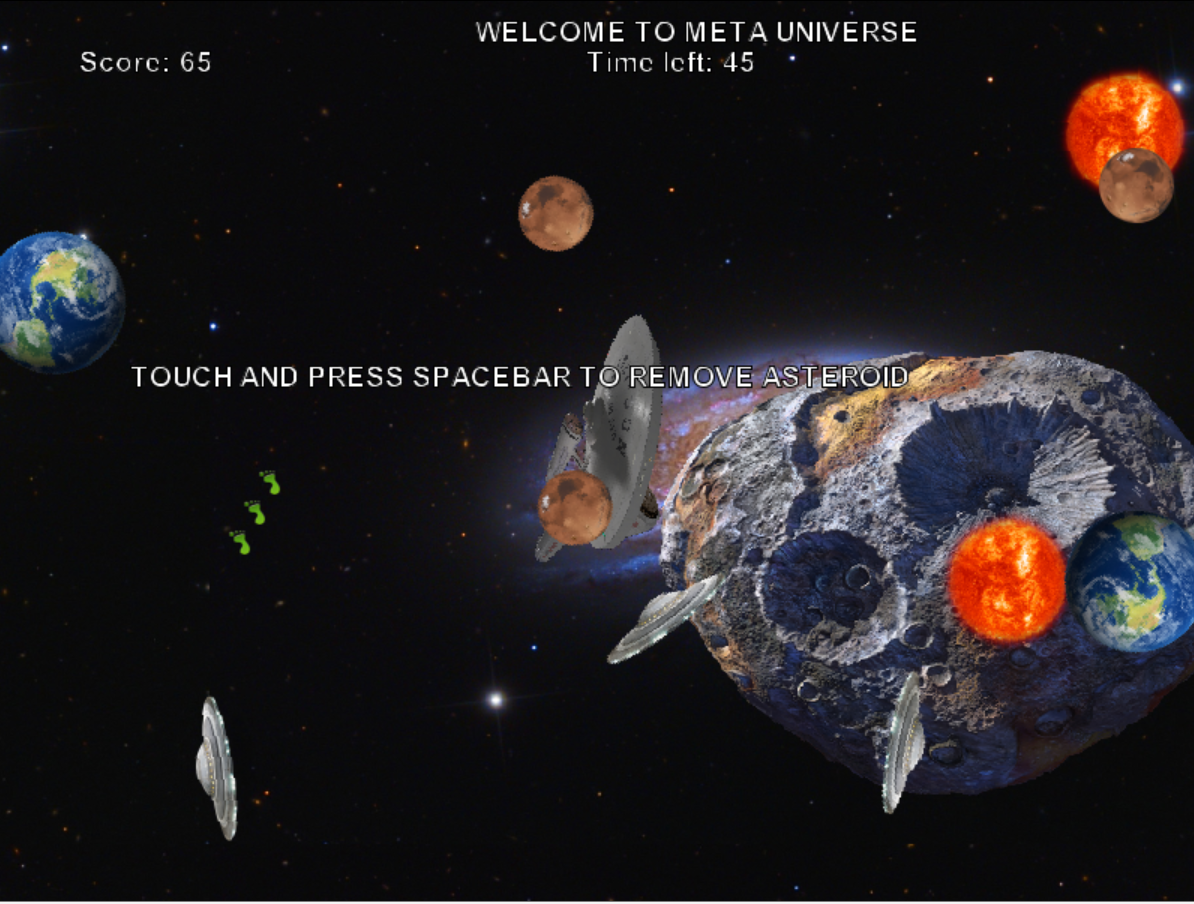 WELCOME TO META UNIVERSE
Score: 65
Time left: 45
TOUCH AND PRESS SPACEBAR TO REMOVE ASTEROID